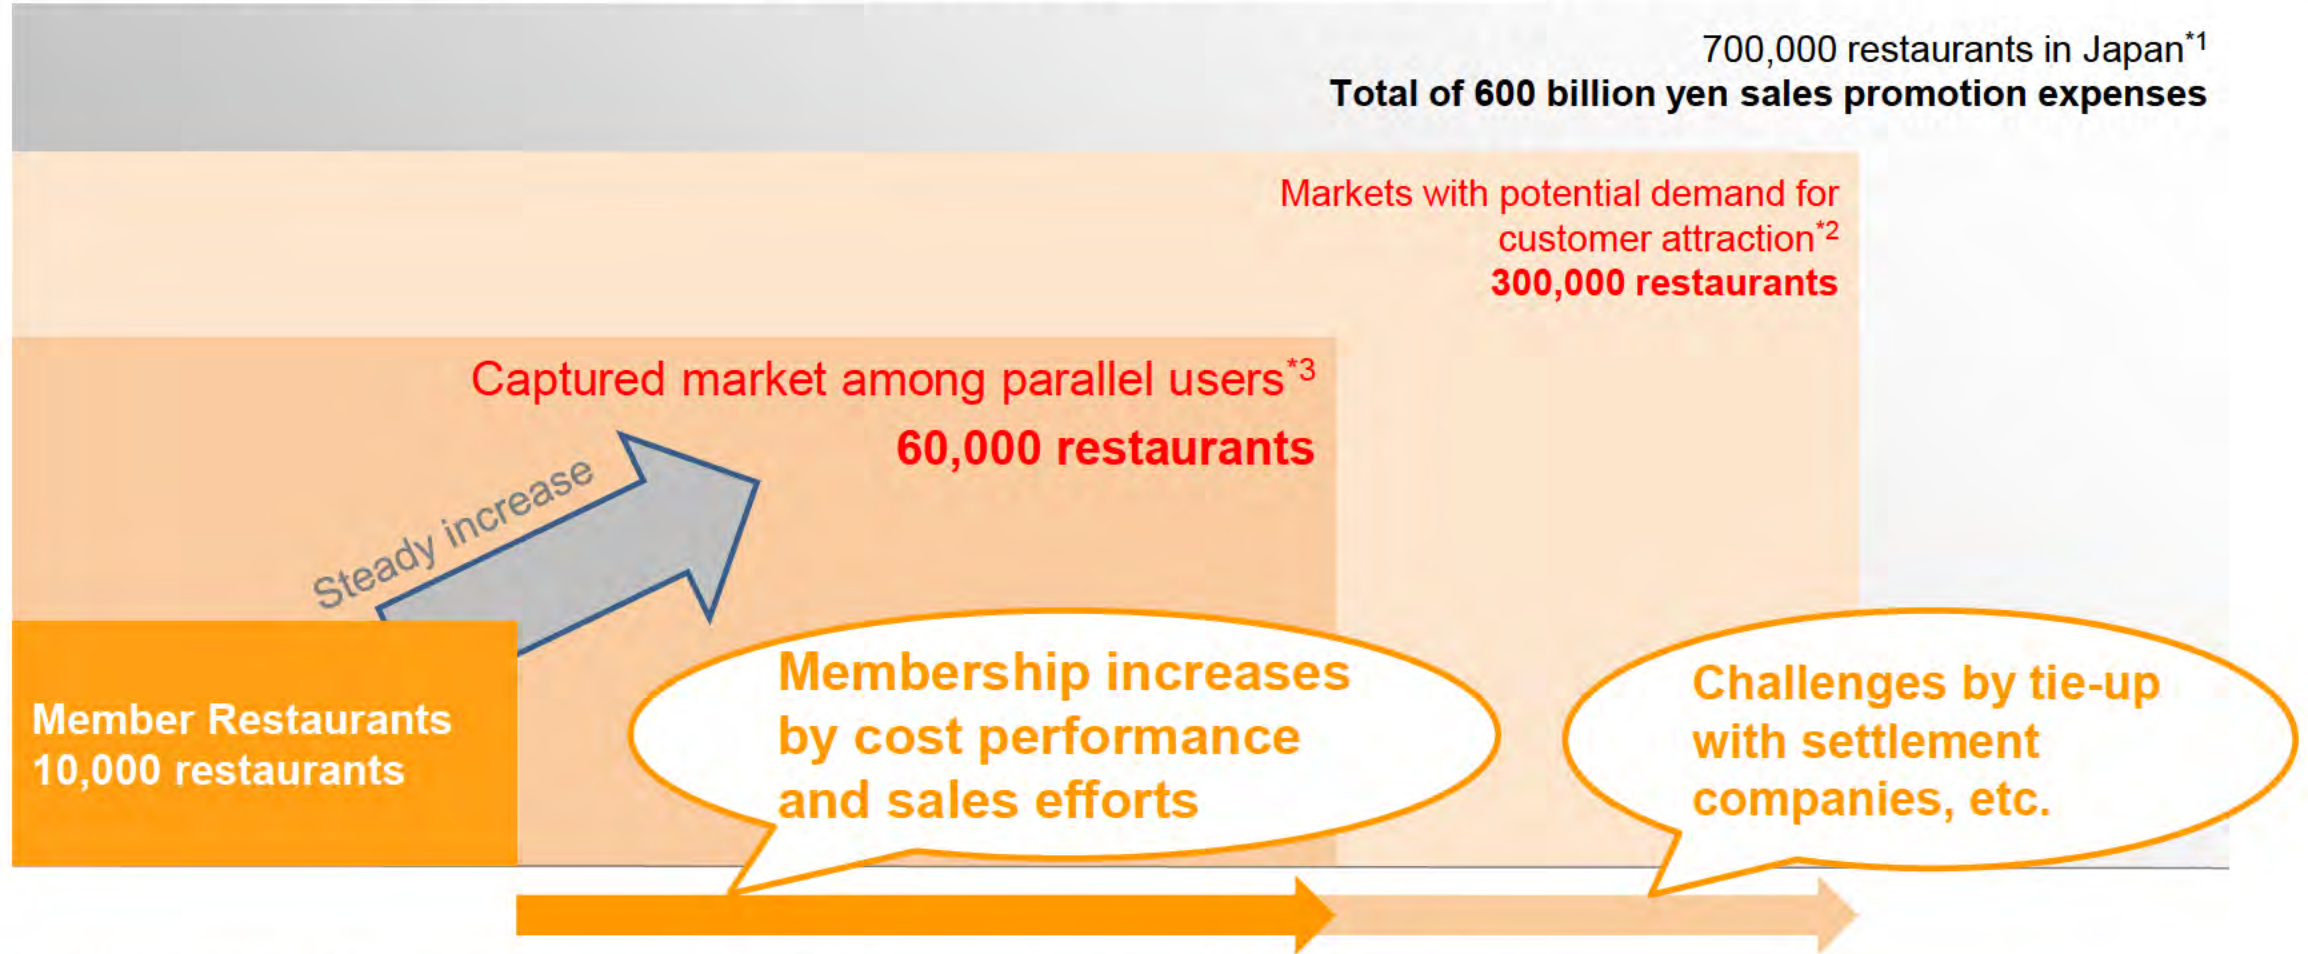 700,000 restaurants in Japan*1
Total of 600 billion yen sales promotion expenses
Markets with potential demand for
customer attraction*2
300,000 restaurants
Captured market among parallel users*3
60,000 restaurants
Steady increase
Member Restaurants
10,000 restaurants
Membership increases
by cost performance
and sales efforts
Challenges by tie-up
with settlement
companies, etc.